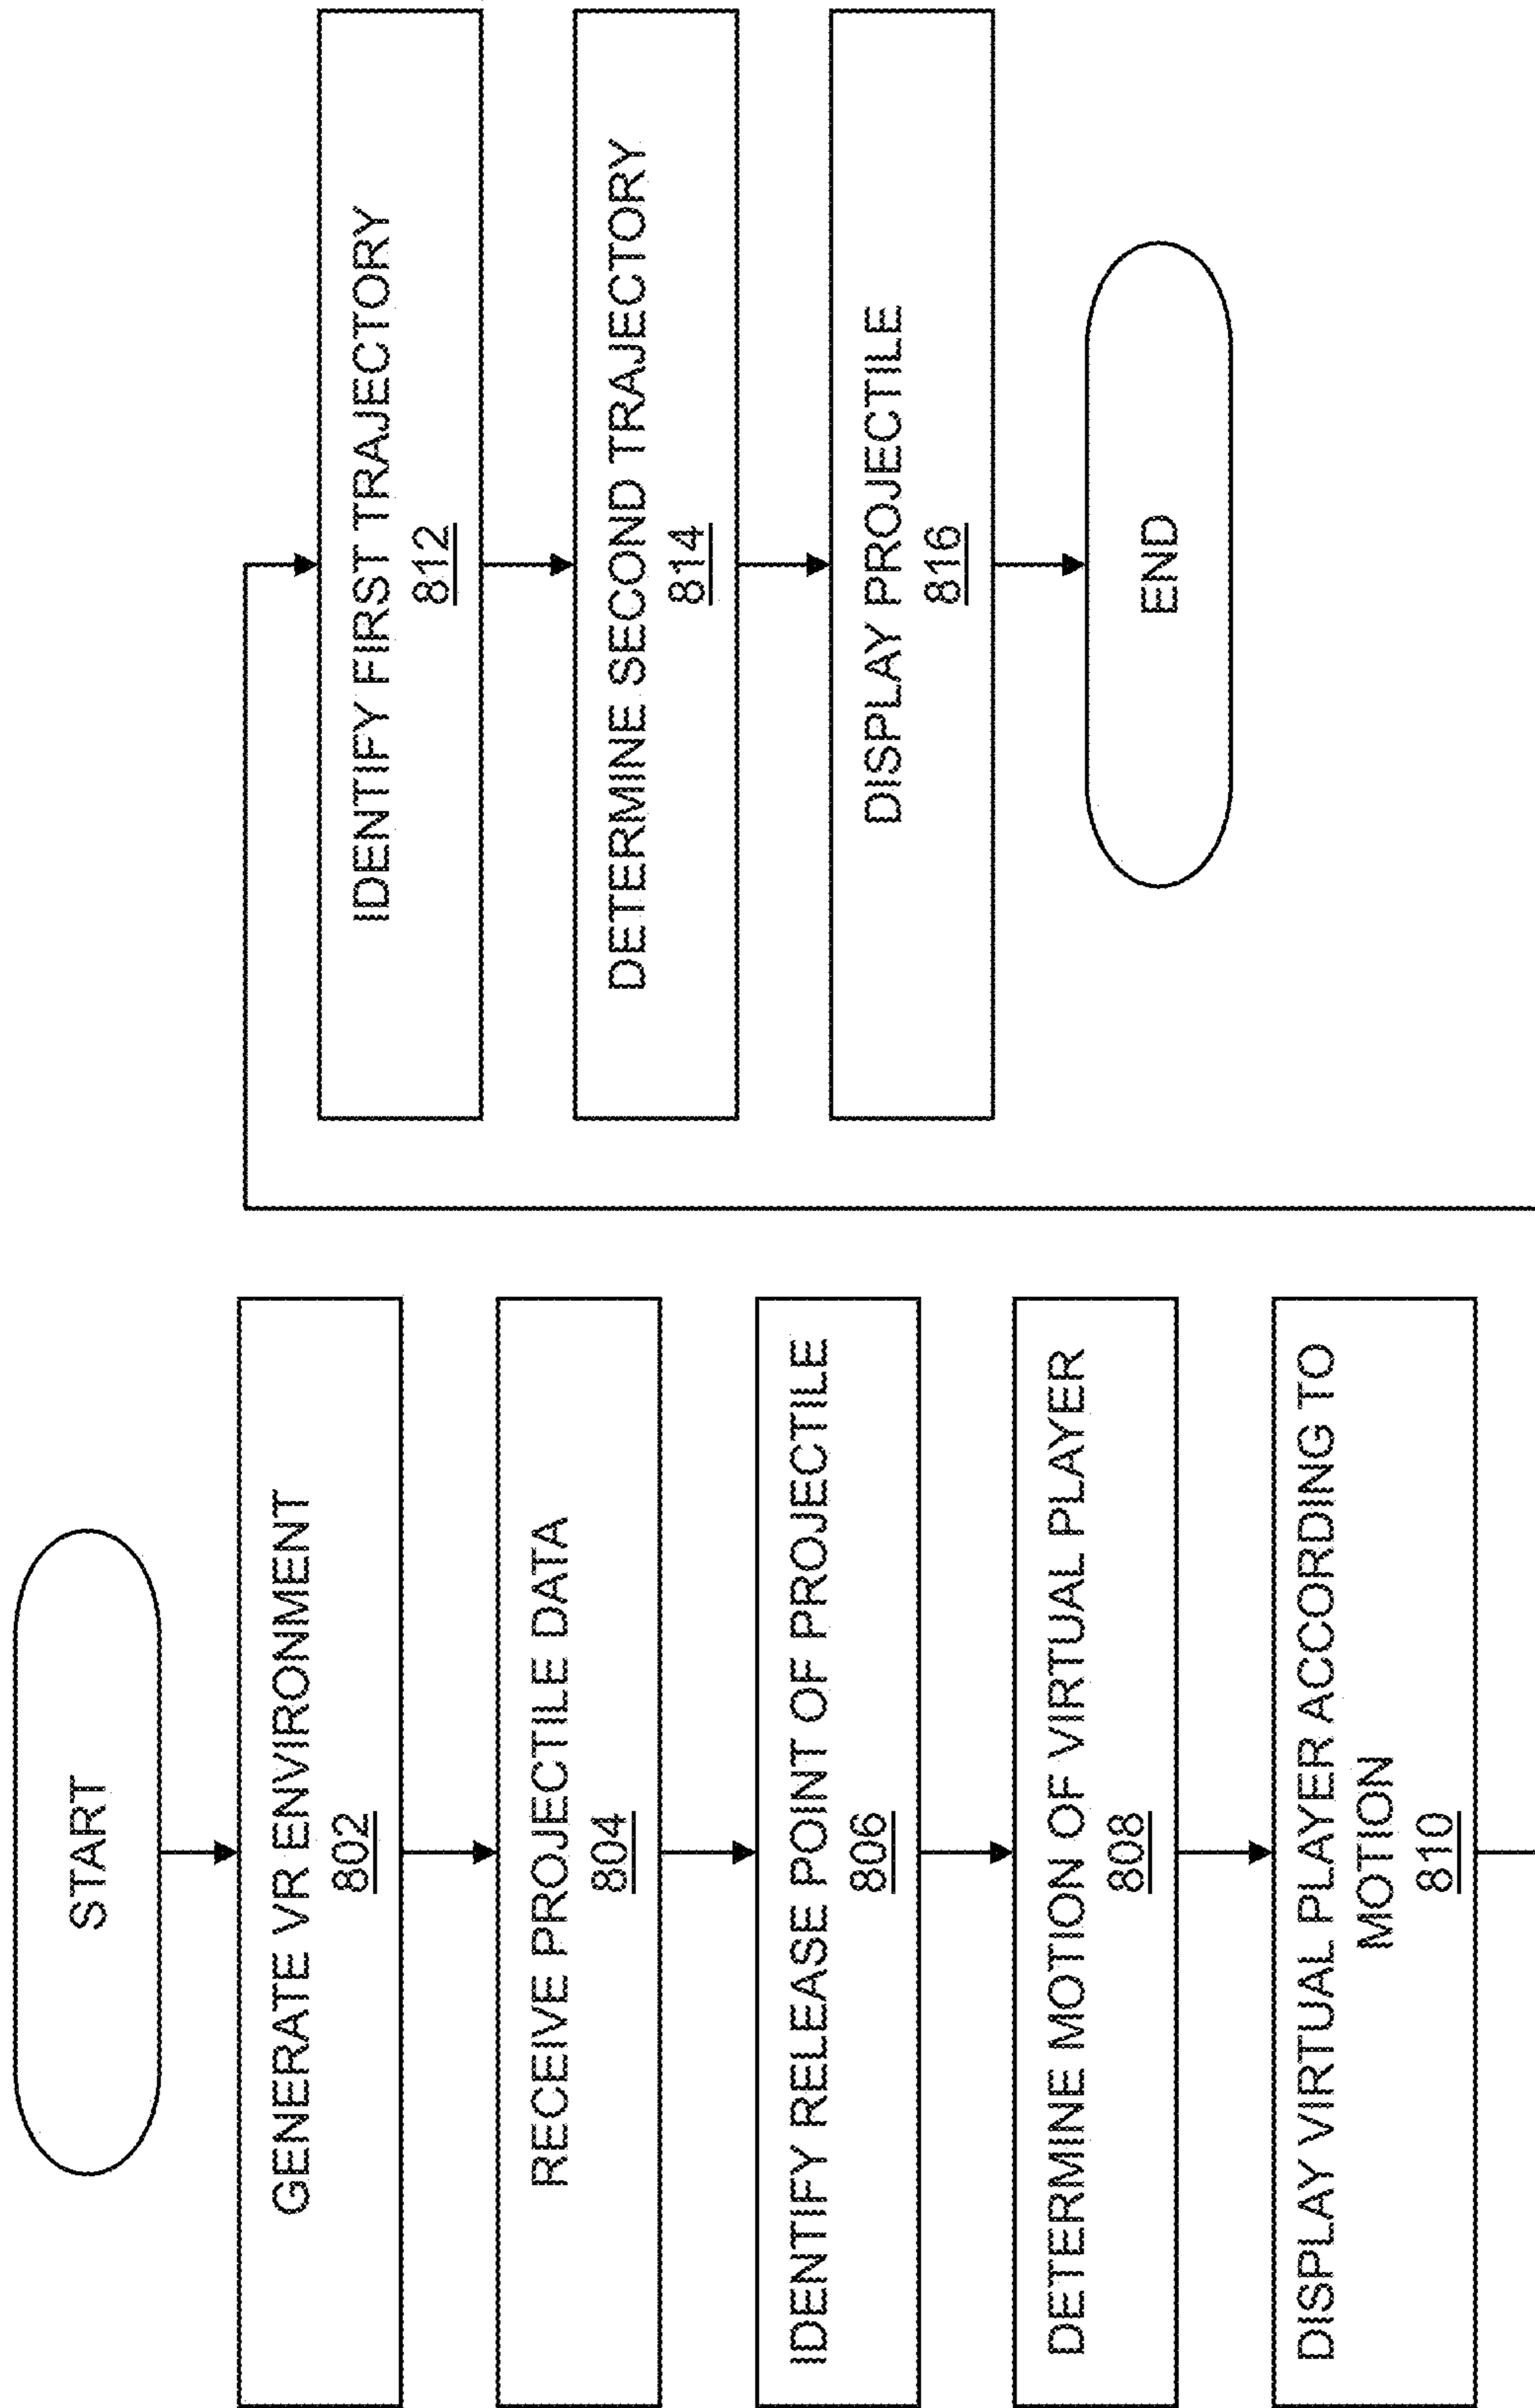 START
GENERATE VR ENVIRONMENT
802
RECEIVE PROJECTILE DATA
804
IDENTIFY RELEASE POINT OF PROJECTILE
806
DETERMINE MOTION OF VIRTUAL PLAYER
808
DISPLAY VIRTUAL PLAYER ACCORDING TO
MOTION
810
IDENTIFY FIRST TRAJECTORY
812
DETERMINE SECOND TRAJECTORY
814
DISPLAY PROJECTILE
816
END